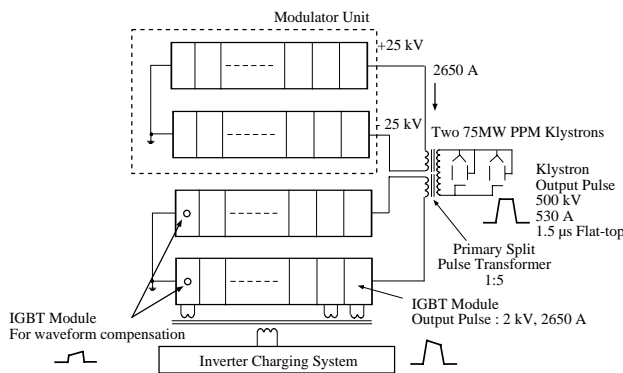 Modulator Unit
+25 kV
2650 A
- 25 kV
Two 75MW PPM Klystrons
Klystron
Output Pulse
500 kV
530 A
1.5 μs Flat-top
Primary Split
Pulse Transformer
1:5
IGBT Module
For waveform compensation
IGBT Module
Output Pulse : 2 kV, 2650 A
Inverter Charging System